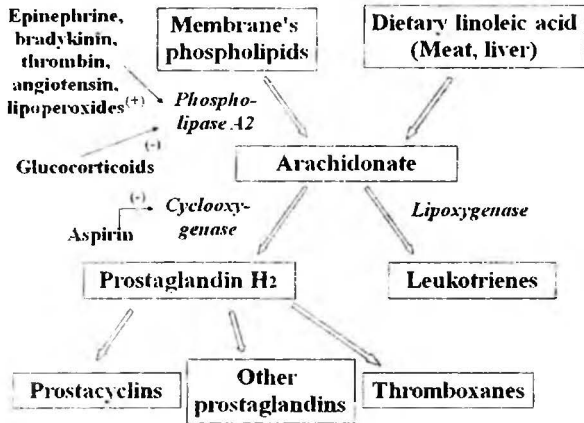 Epinephrine,
bradykinin,
thrombin,
angiotensin,
lipoperoxides(+)
Membrane's
phospholipids
Dietary linoleic acid
(Meat, liver)
Phospho-
lipase A2
(-)
Glucocorticoids
Arachidonate
(-)
Cyclooxy-
genase
Aspirin
Lipoxygenase
Prostaglandin H2
Leukotrienes
Prostacyclins
Other
prostaglandins
Thromboxanes